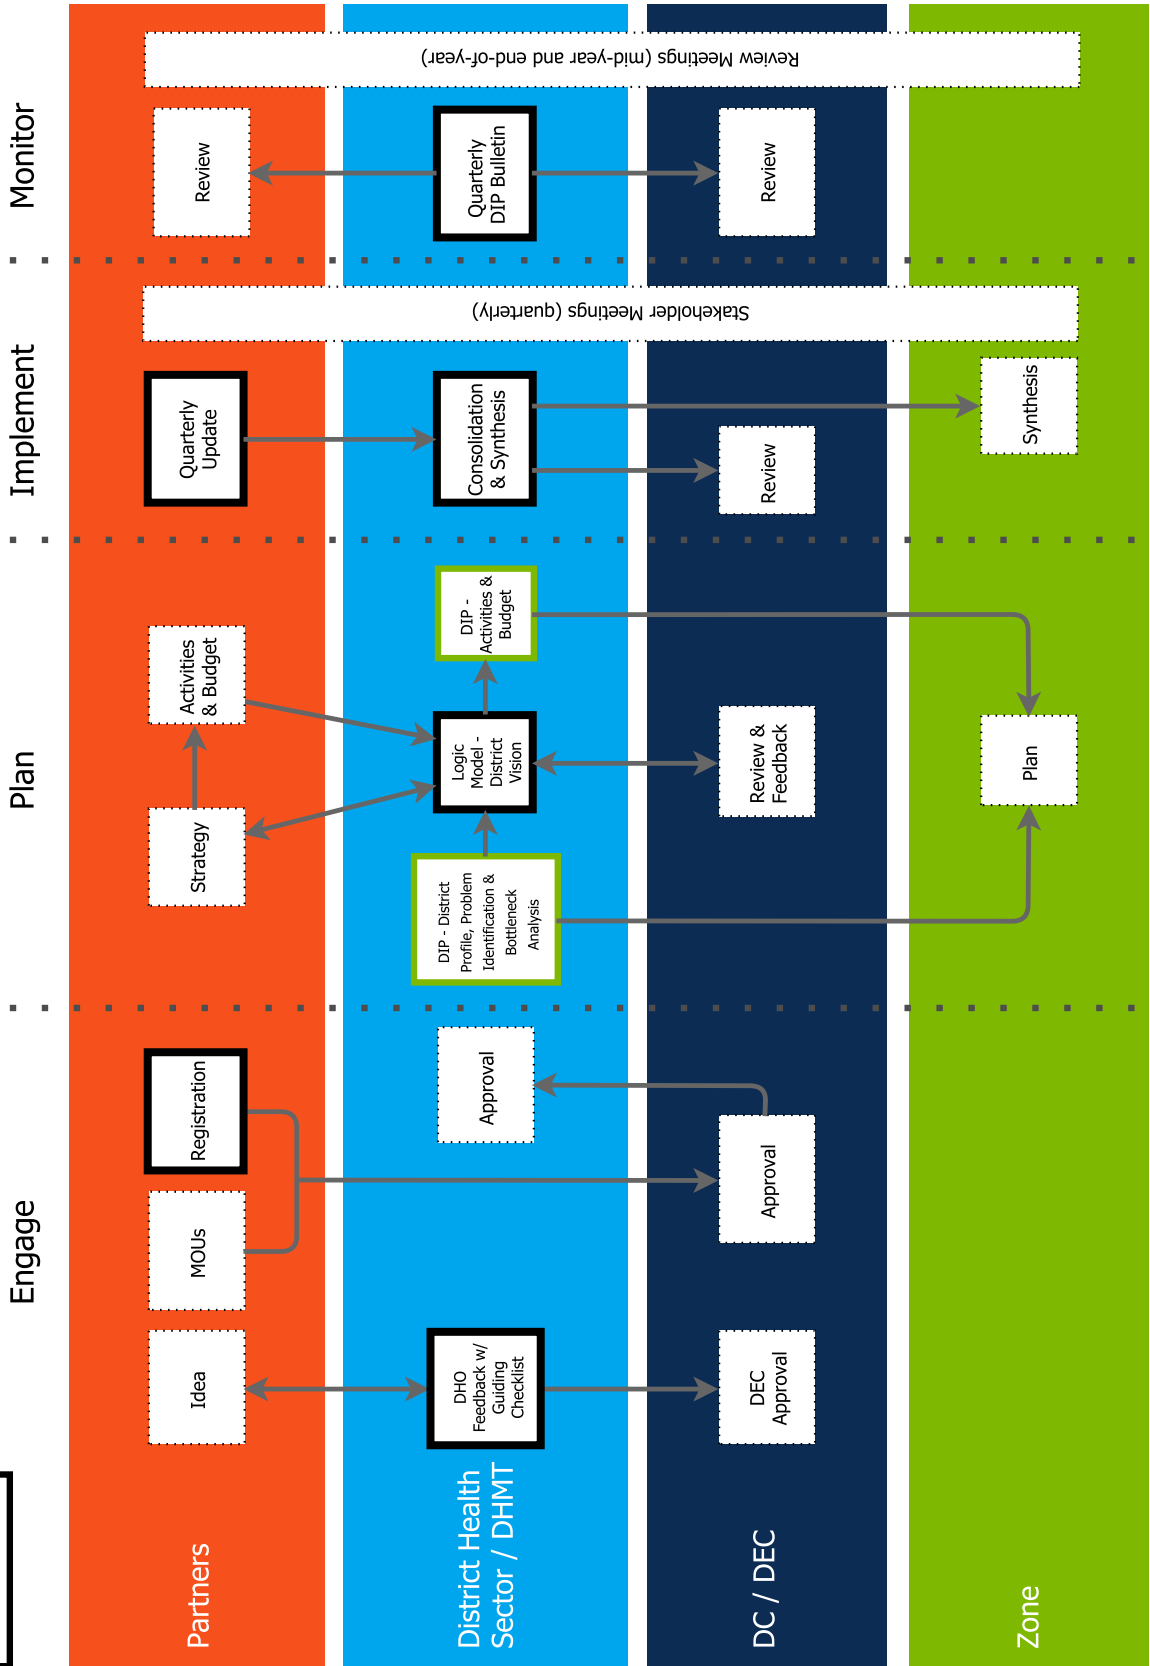 Engage
Plan
Implement
Monitor
Partners
Idea
MOUs
Registration
Strategy
Activities
& Budget
Quarterly
Update
Review
District Health
Sector / DHMT
DHO
Feedback w/
Guiding
Checklist
Approval
DIP - District
Profile, Problem
Identification &
Bottleneck
Analysis
Logic
Model -
District
Vision
DIP -
Activities &
Budget
Consolidation
& Synthesis
Quarterly
DIP Bulletin
DC / DEC
DEC
Approval
Approval
Review &
Feedback
Review
Review
Zone
Plan
Synthesis
Stakeholder Meetings (quarterly)
Review Meetings (mid-year and end-of-year)